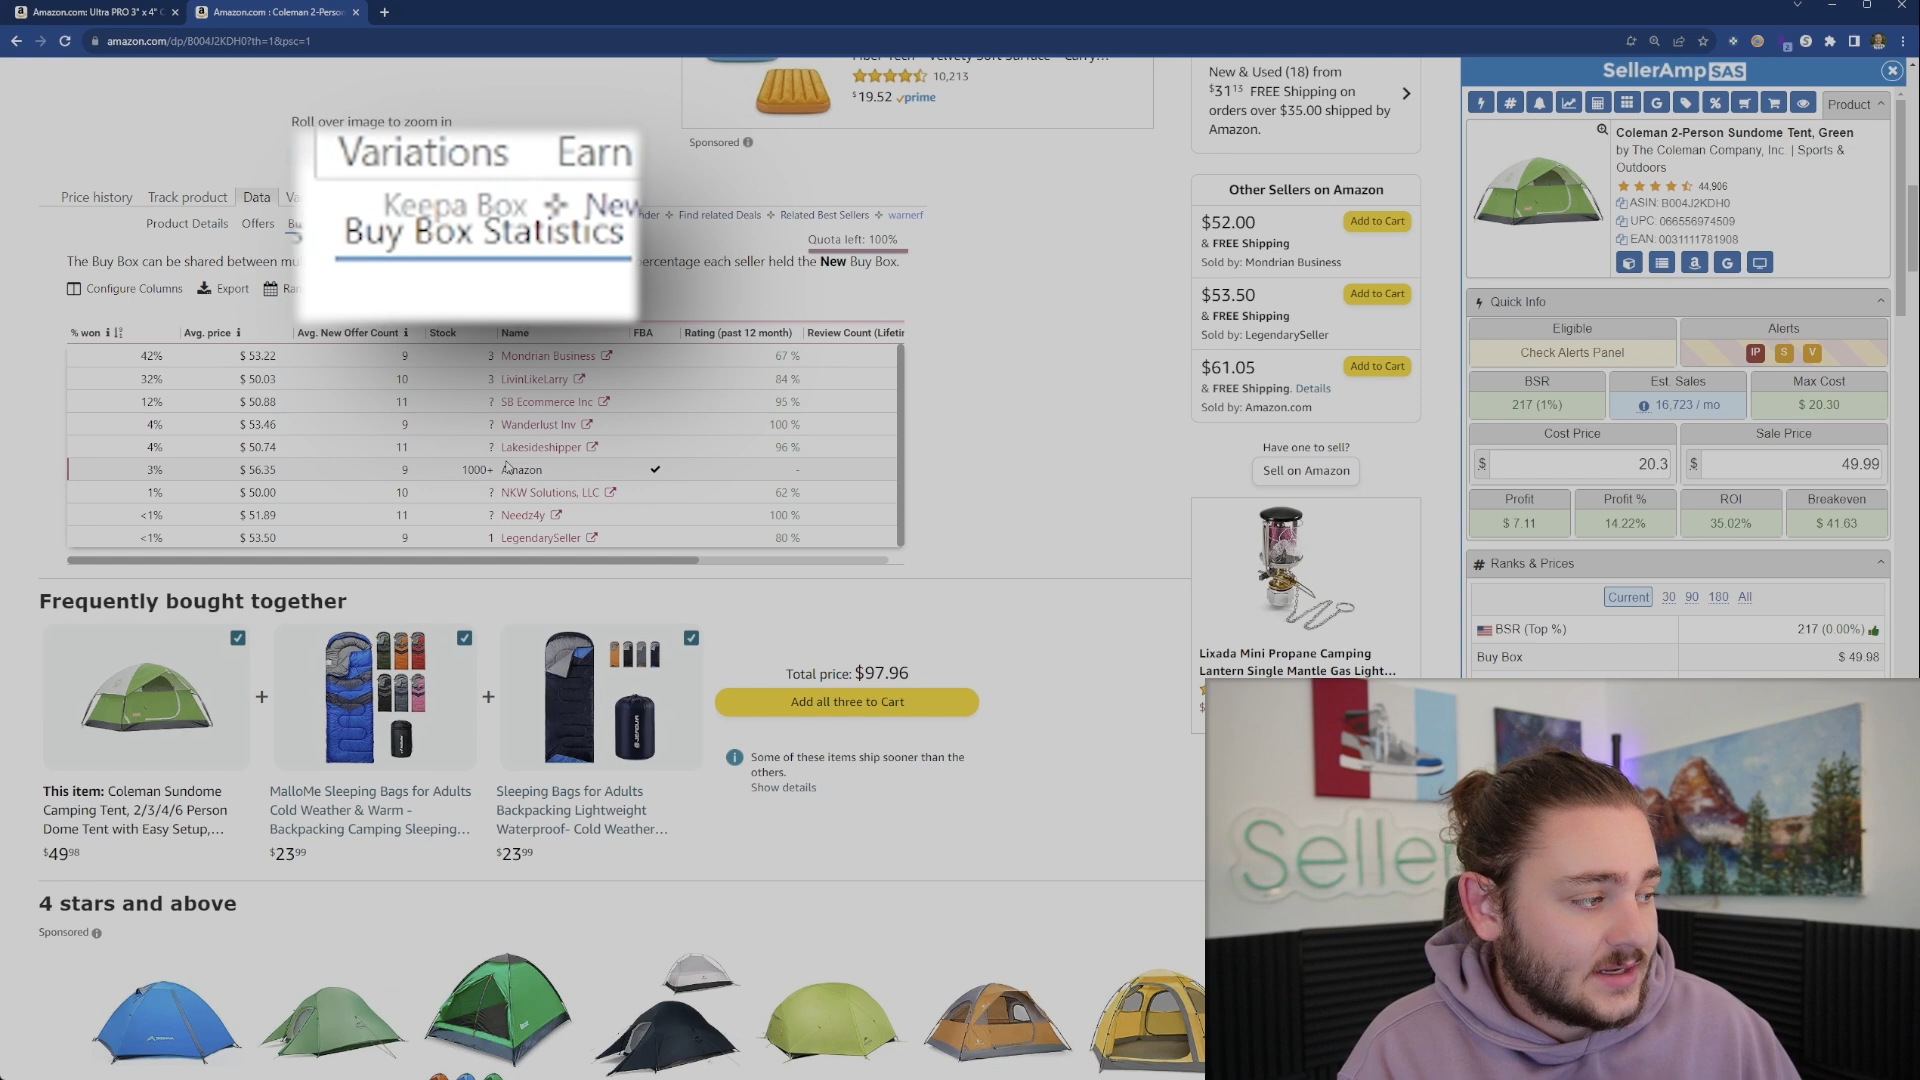 Amazon.com: Ultra PRO 3" x 4" C
Amazon.com : Coleman 2-Person
amazon.com/dp/B004J2KDH0?th=1&psc=1
10,213
$19.52 prime
Sponsored
Roll over image to zoom in
Variations Earn
Keepa Box New
Buy Box Statistics
Price history Track product Data Va
Find related Deals Related Best Sellers warnerf
Product Details Offers Bu
Quota left: 100%
The Buy Box can be shared between mu
ercentage each seller held the New Buy Box.
Configure Columns Export Ran
% won Avg. price Avg. New Offer Count Stock Name FBA Rating (past 12 month) Review Count (Lifetir
42% $ 53.22 9 3 Mondrian Business 67 %
32% $ 50.03 10 3 LivinLikeLarry 84 %
12% $ 50.88 11 ? SB Ecommerce Inc 95 %
4% $ 53.46 9 ? Wanderlust Inv 100 %
4% $ 50.74 11 ? Lakesideshipper 96 %
3% $ 56.35 9 1000+ Amazon -
1% $ 50.00 10 ? NKW Solutions, LLC 62 %
<1% $ 51.89 11 ? Needz4y 100 %
<1% $ 53.50 9 1 LegendarySeller 80 %
New & Used (18) from
$31.13 FREE Shipping on
orders over $35.00 shipped by
Amazon.
Other Sellers on Amazon
$52.00 Add to Cart
& FREE Shipping
Sold by: Mondrian Business
$53.50 Add to Cart
& FREE Shipping
Sold by: LegendarySeller
$61.05 Add to Cart
& FREE Shipping. Details
Sold by: Amazon.com
Have one to sell?
Sell on Amazon
Lixada Mini Propane Camping
Lantern Single Mantle Gas Light...
SellerAmp SAS
Product
Coleman 2-Person Sundome Tent, Green
by The Coleman Company, Inc. | Sports &
Outdoors
44,906
ASIN: B004J2KDH0
UPC: 066556974509
EAN: 0031111781908
Quick Info
Eligible Alerts
Check Alerts Panel IP S V
BSR Est. Sales Max Cost
217 (1%) 16,723 / mo $ 20.30
Cost Price Sale Price
$ 20.3 $ 49.99
Profit Profit % ROI Breakeven
$ 7.11 14.22% 35.02% $ 41.63
Ranks & Prices
Current 30 90 180 All
BSR (Top %) 217 (0.00%)
Buy Box $ 49.98
Frequently bought together
Total price: $97.96
Add all three to Cart
Some of these items ship sooner than the
others.
Show details
This item: Coleman Sundome
Camping Tent, 2/3/4/6 Person
Dome Tent with Easy Setup,...
$49.98
MalloMe Sleeping Bags for Adults
Cold Weather & Warm -
Backpacking Camping Sleeping...
$23.99
Sleeping Bags for Adults
Backpacking Lightweight
Waterproof- Cold Weather...
$23.99
4 stars and above
Sponsored
Seller